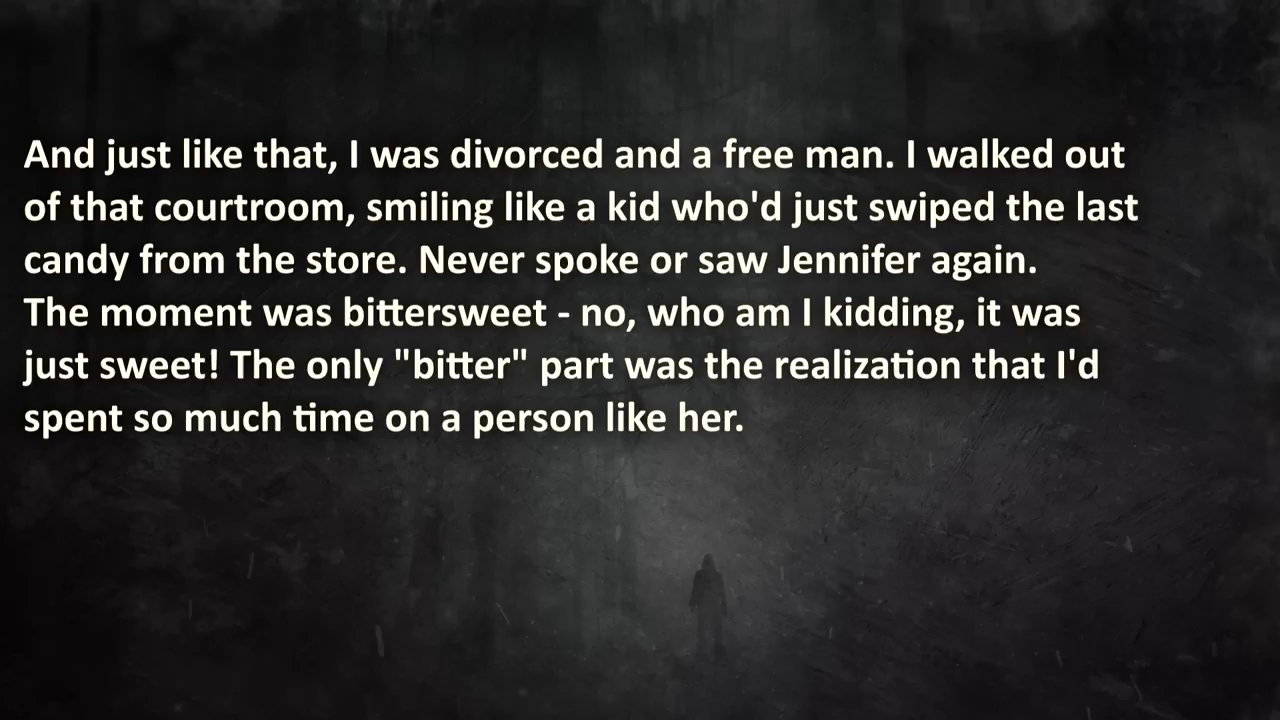 And just like that, I was divorced and a free man. I walked out
of that courtroom, smiling like a kid who'd just swiped the last
candy from the store. Never spoke or saw Jennifer again.
The moment was bittersweet - no, who am I kidding, it was
just sweet! The only "bitter" part was the realization that I'd
spent so much time on a person like her.